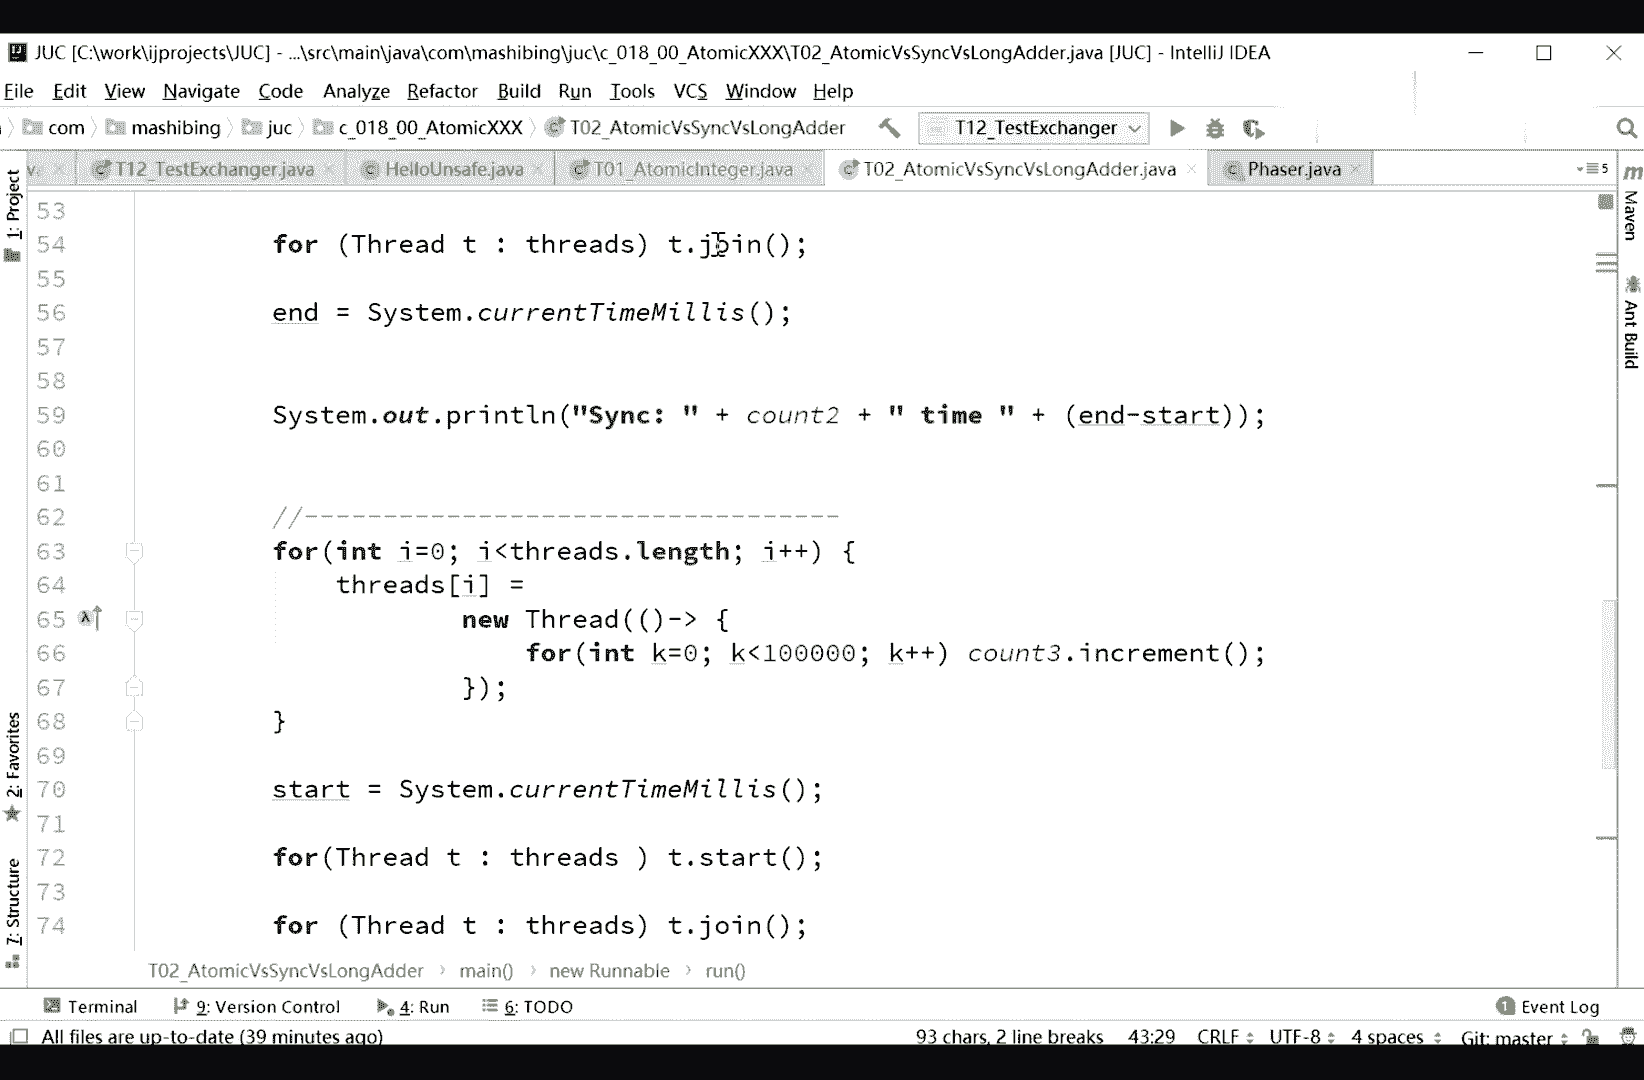 JUC [C:\work\ijprojects\JUC] - ...\src\main\java\com\mashibing\juc\c_018_00_AtomicXXX\T02_AtomicVsSyncVsLongAdder.java [JUC] - IntelliJ IDEA
File Edit View Navigate Code Analyze Refactor Build Run Tools VCS Window Help
com mashibing juc c_018_00_AtomicXXX T02_AtomicVsSyncVsLongAdder T12_TestExchanger
T12_TestExchanger.java HelloUnsafe.java T01_AtomicInteger.java T02_AtomicVsSyncVsLongAdder.java Phaser.java 5
1: Project
2: Favorites
7: Structure
Maven
Ant Build
53
54 for (Thread t : threads) t.join();
55
56 end = System.currentTimeMillis();
57
58
59 System.out.println("Sync: " + count2 + " time " + (end-start));
60
61
62 //----------------------------------
63 for(int i=0; i<threads.length; i++) {
64 threads[i] =
65 new Thread(()-> {
66 for(int k=0; k<100000; k++) count3.increment();
67 });
68 }
69
70 start = System.currentTimeMillis();
71
72 for(Thread t : threads ) t.start();
73
74 for (Thread t : threads) t.join();
T02_AtomicVsSyncVsLongAdder › main() › new Runnable › run()
Terminal 9: Version Control 4: Run 6: TODO 1 Event Log
All files are up-to-date (39 minutes ago) 93 chars, 2 line breaks 43:29 CRLF UTF-8 4 spaces Git: master